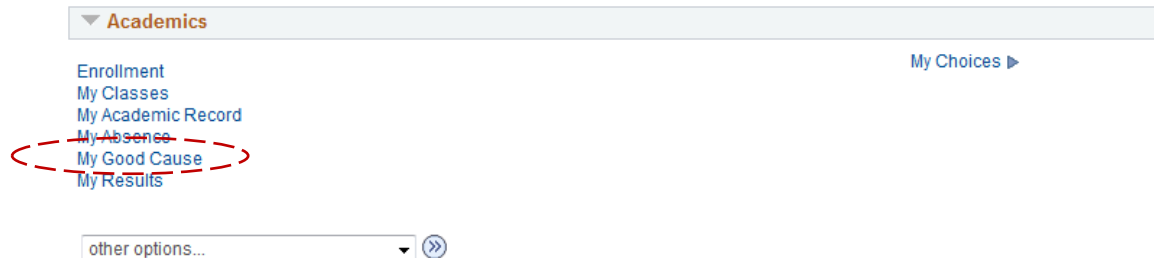 Academics
Enrollment
My Choices
My Classes
My Academic Record
My Absence
My Good Cause
My Results
other options...